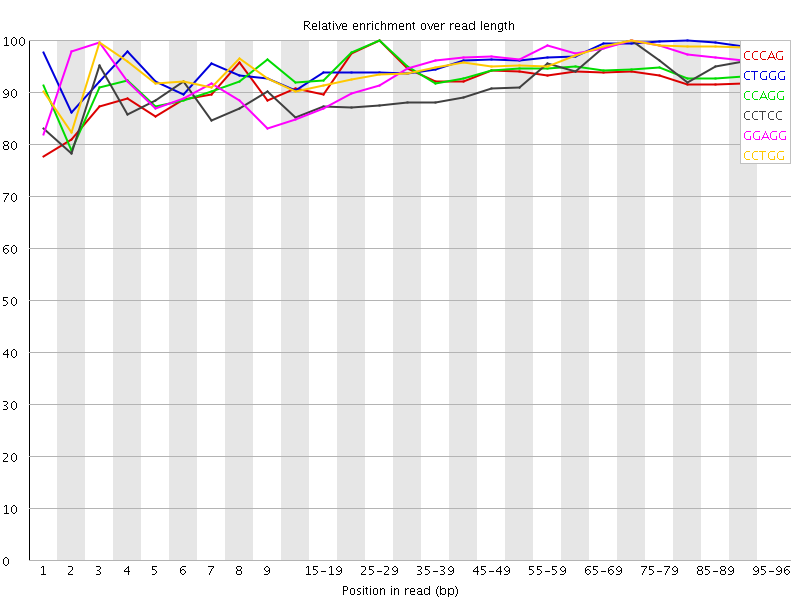 Relative enrichment over read length
100
90
80
70
60
50
40
30
20
10
0
CCCAG
CTGGG
CCAGG
CCTCC
GGAGG
CCTGG
1 2 3 4 5 6 7 8 9 15-19 25-29 35-39 45-49 55-59 65-69 75-79 85-89 95-96
Position in read (bp)